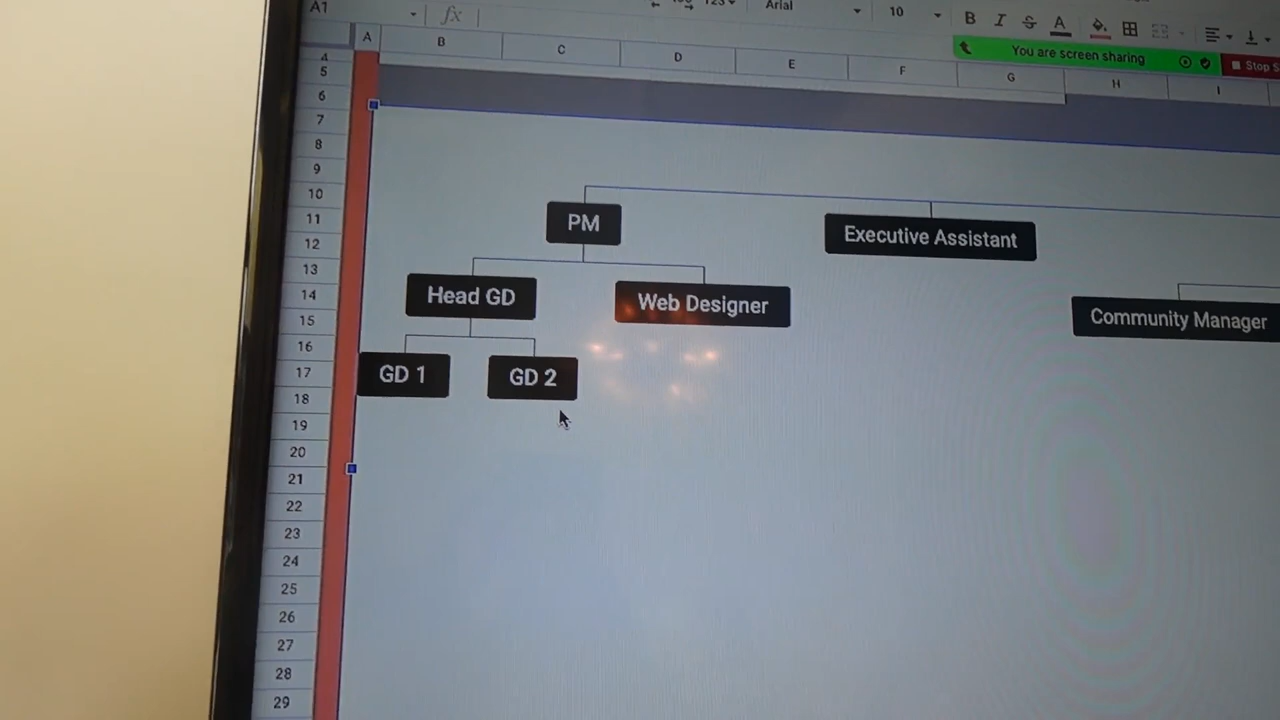 A1
fx
123
Arial
10
B I S A
You are screen sharing
Stop S
A B C D E F G H I
4
5
6
7
8
9
10
11
12
13
14
15
16
17
18
19
20
21
22
23
24
25
26
27
28
29
PM
Executive Assistant
Head GD
Web Designer
Community Manager
GD 1
GD 2